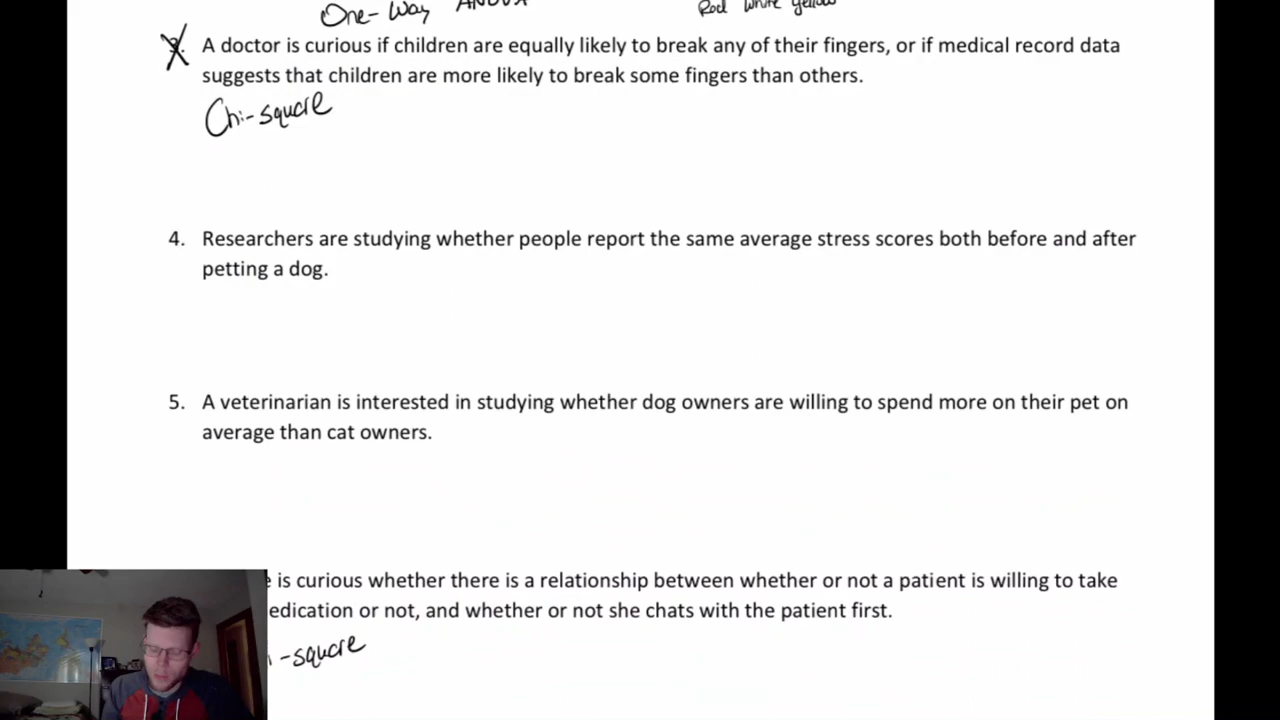 One-Way ANOVA Red White Yellow
A doctor is curious if children are equally likely to break any of their fingers, or if medical record data
suggests that children are more likely to break some fingers than others.
Chi-square
4. Researchers are studying whether people report the same average stress scores both before and after
petting a dog.
5. A veterinarian is interested in studying whether dog owners are willing to spend more on their pet on
average than cat owners.
is curious whether there is a relationship between whether or not a patient is willing to take
edication or not, and whether or not she chats with the patient first.
-square